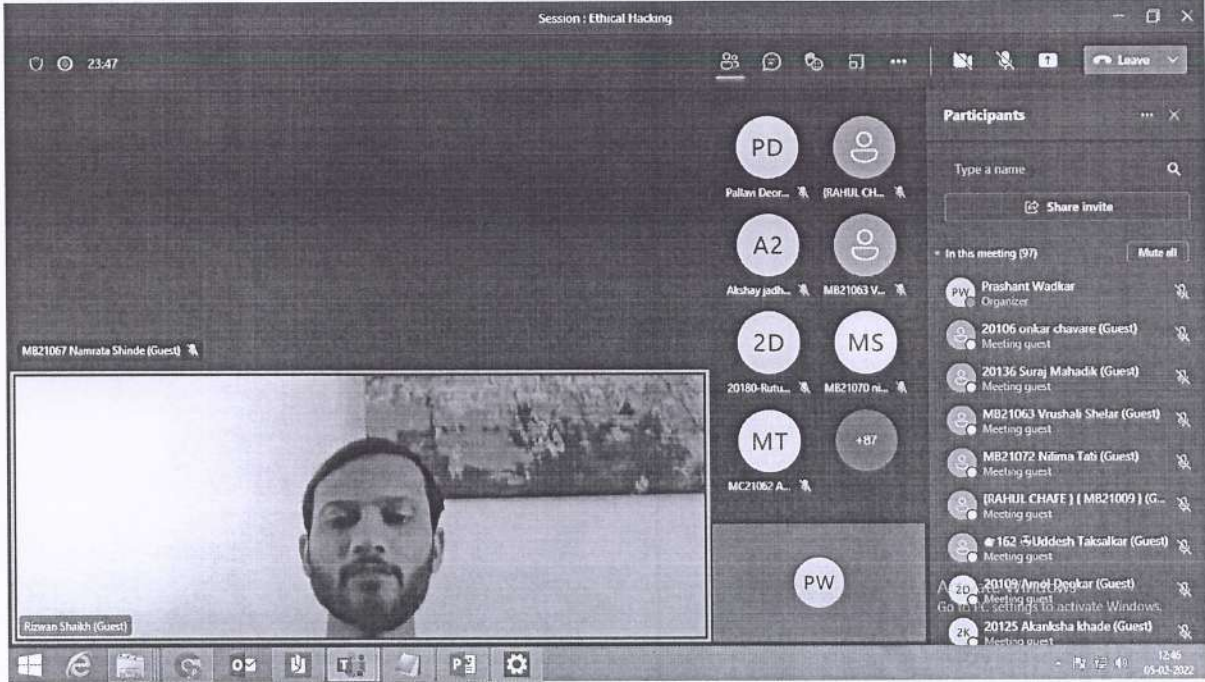 Session : Ethical Hacking
23:47
Leave
Participants
Type a name
Share invite
In this meeting (97)
Mute all
PW
Prashant Wadkar
Organizer
20106 onkar chavare (Guest)
Meeting guest
20136 Suraj Mahadik (Guest)
Meeting guest
MB21063 Vrushali Shelar (Guest)
Meeting guest
MB21072 Nilima Tati (Guest)
Meeting guest
{RAHUL CHAFE } { MB21009 } (G...
Meeting guest
162 Uddesh Taksalkar (Guest)
Meeting guest
2D
20109 Amol Deokar (Guest)
Meeting guest
Go to PC settings to activate Windows.
2K
20125 Akanksha khade (Guest)
Meeting guest
PD
Pallavi Deor...
{RAHUL CH...
A2
Akshay jadh...
MB21063 V...
2D
20180-Rutu...
MS
MB21070 ni...
MT
MC21062 A...
+87
PW
MB21067 Namrata Shinde (Guest)
Rizwan Shaikh (Guest)
12:46
05-02-2022